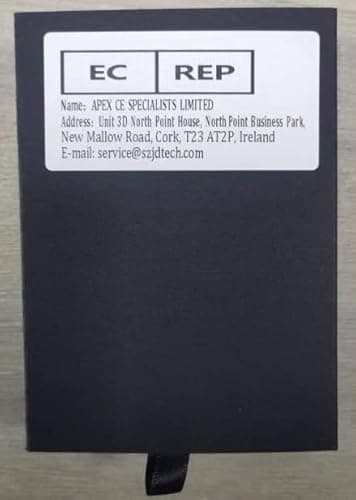 EC REP
Name: APEX CE SPECIALISTS LIMITED
Address: Unit 3D North Point House, North Point Business Park,
New Mallow Road, Cork, T23 AT2P, Ireland
E-mail: service@szjdtech.com